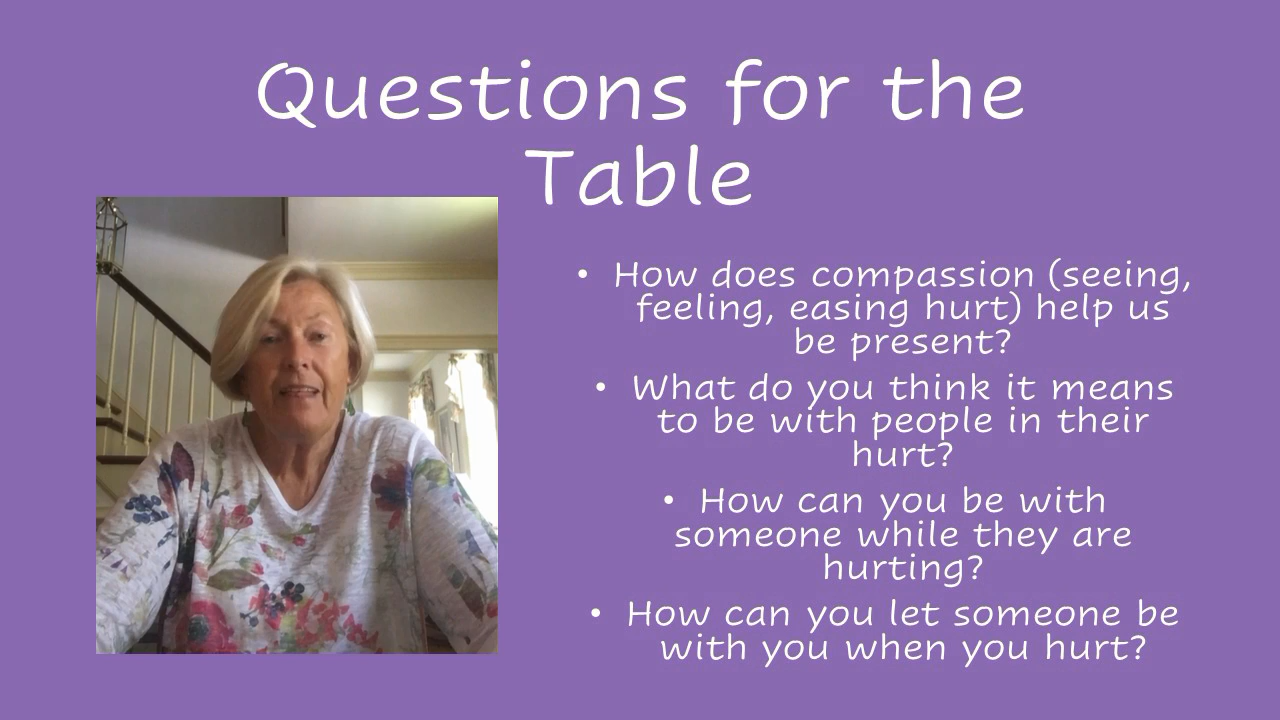 Questions for the
Table
• How does compassion (seeing,
feeling, easing hurt) help us
be present?
• What do you think it means
to be with people in their
hurt?
• How can you be with
someone while they are
hurting?
• How can you let someone be
with you when you hurt?